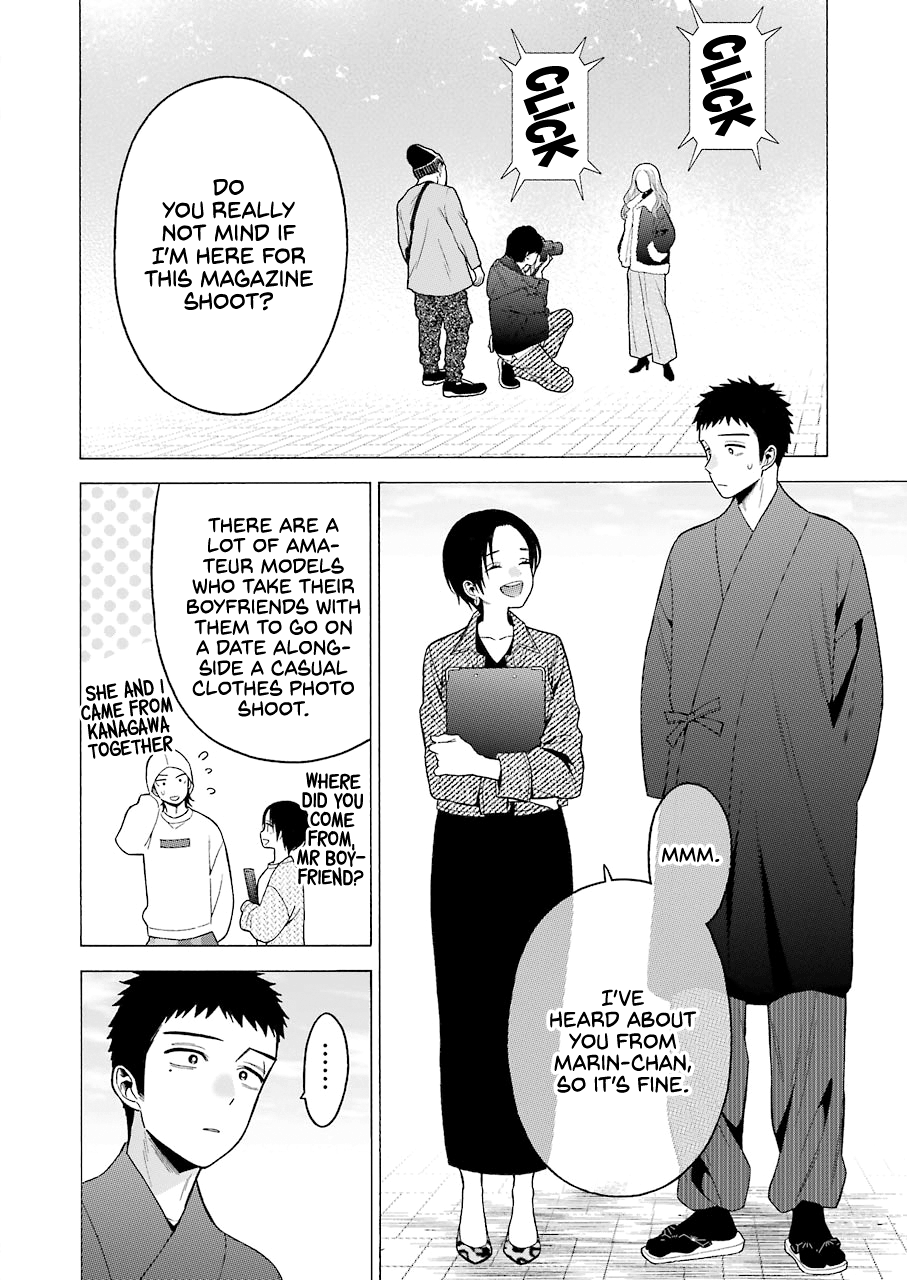 CLICK
CLICK
DO
YOU REALLY
NOT MIND IF
I'M HERE FOR
THIS MAGAZINE
SHOOT?
MMM.
I'VE
HEARD ABOUT
YOU FROM
MARIN-CHAN,
SO IT'S FINE.
THERE ARE A
LOT OF AMA-
TEUR MODELS
WHO TAKE THEIR
BOYFRIENDS WITH
THEM TO GO ON
A DATE ALONG-
SIDE A CASUAL
CLOTHES PHOTO
SHOOT.
WHERE
DID YOU
COME
FROM,
MR BOY-
FRIEND?
SHE AND I
CAME FROM
KANAGAWA
TOGETHER
......